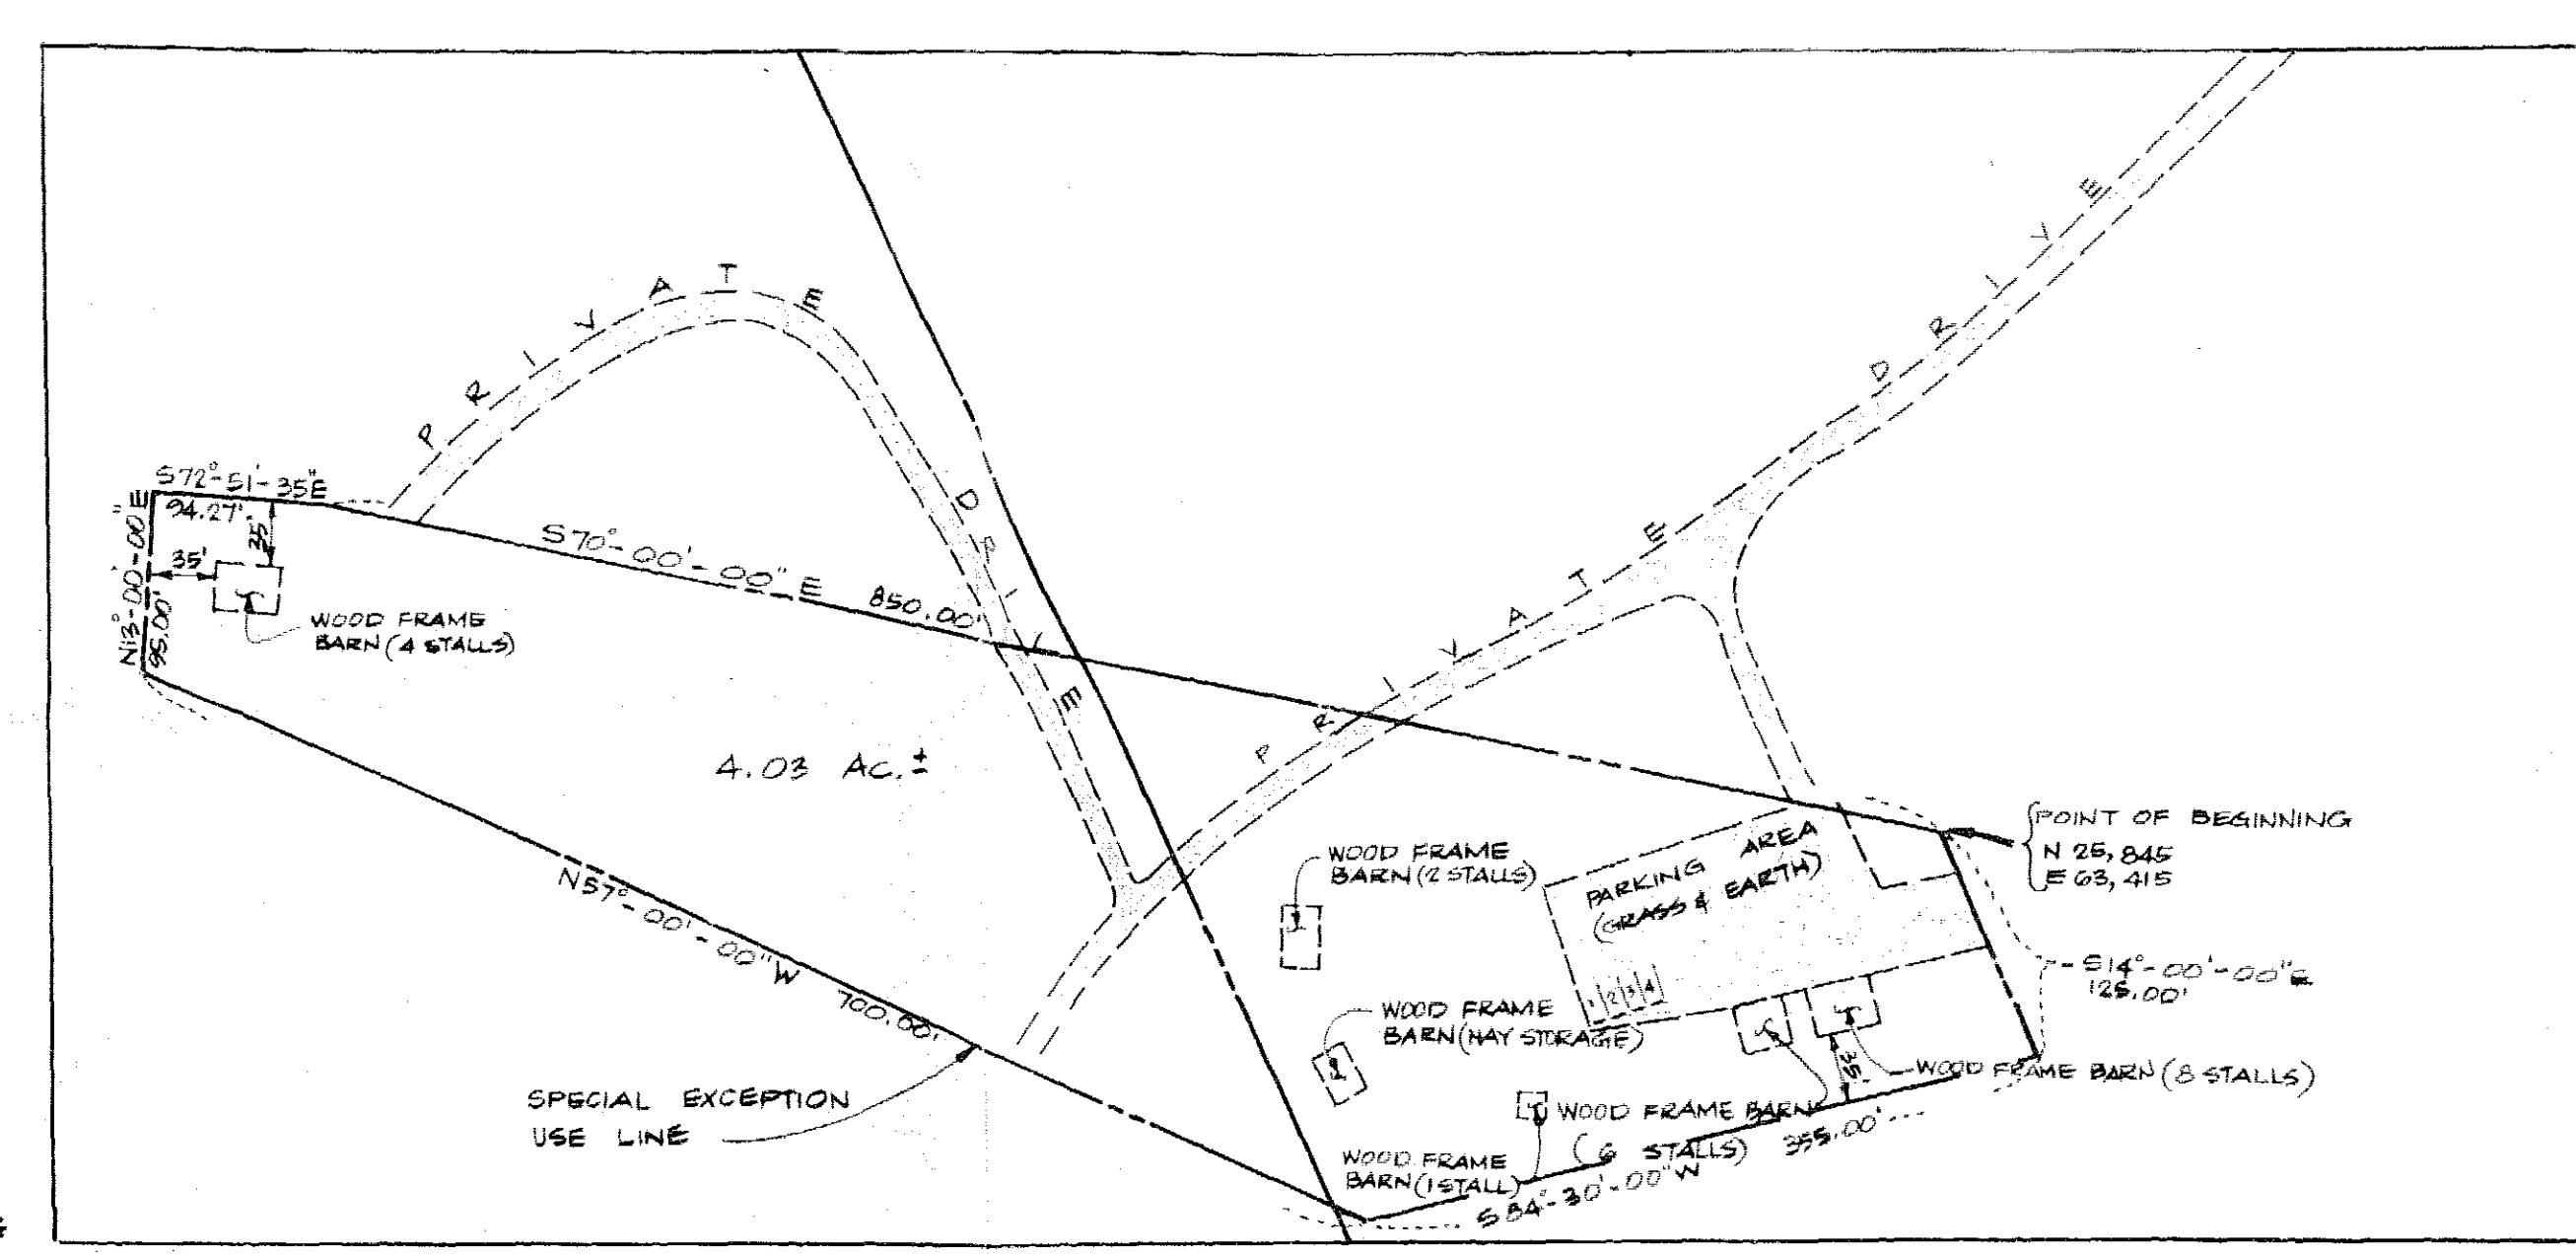 PRIVATE DRIVE
PRIVATE DRIVE
S72°-51'-35"E
94.27'
35'
35'
N13°-00'-00"E
95.00'
WOOD FRAME
BARN (4 STALLS)
S70°-00'-00" E 850.00'
4.03 AC.±
POINT OF BEGINNING
N 25,845
E 63,415
PARKING AREA
(GRASS & EARTH)
1 2 3 4
WOOD FRAME
BARN (2 STALLS)
N57°-00'-00"W 700.00'
S14°-00'-00"E
125.00'
WOOD FRAME
BARN (HAY STORAGE)
35'
WOOD FRAME BARN (8 STALLS)
SPECIAL EXCEPTION
USE LINE
WOOD FRAME BARN
(6 STALLS)
355.00'
WOOD FRAME
BARN (1 STALL)
S84°-30'-00"W